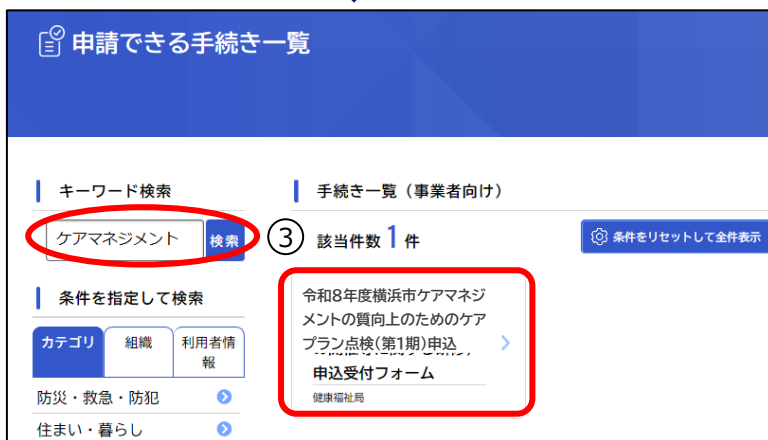 申請できる手続き一覧
キーワード検索
ケアマネジメント
検索
条件を指定して検索
カテゴリ
組織
利用者情
報
防災・救急・防犯
住まい・暮らし
手続き一覧（事業者向け）
③
該当件数 1 件
条件をリセットして全件表示
令和8年度横浜市ケアマネジ
メントの質向上のためのケア
プラン点検(第1期)申込
申込受付フォーム
健康福祉局